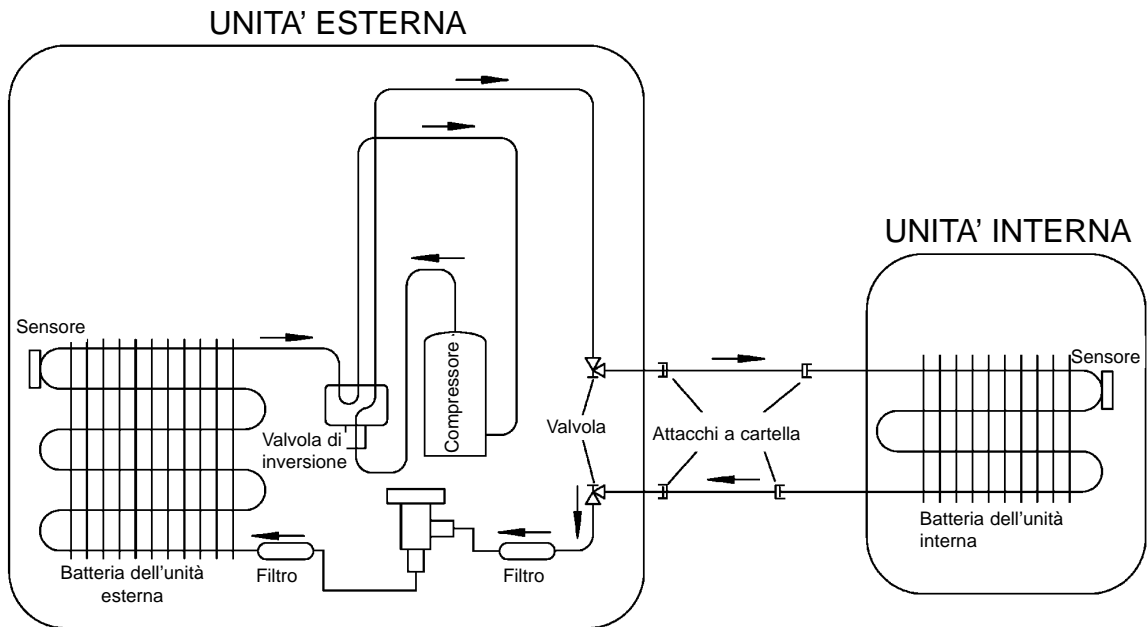 UNITA' ESTERNA
UNITA' INTERNA
Sensore
Compressore
Sensore
Valvola di
inversione
Valvola
Attacchi a cartella
Batteria dell'unità
esterna
Filtro
Filtro
Batteria dell'unità
interna